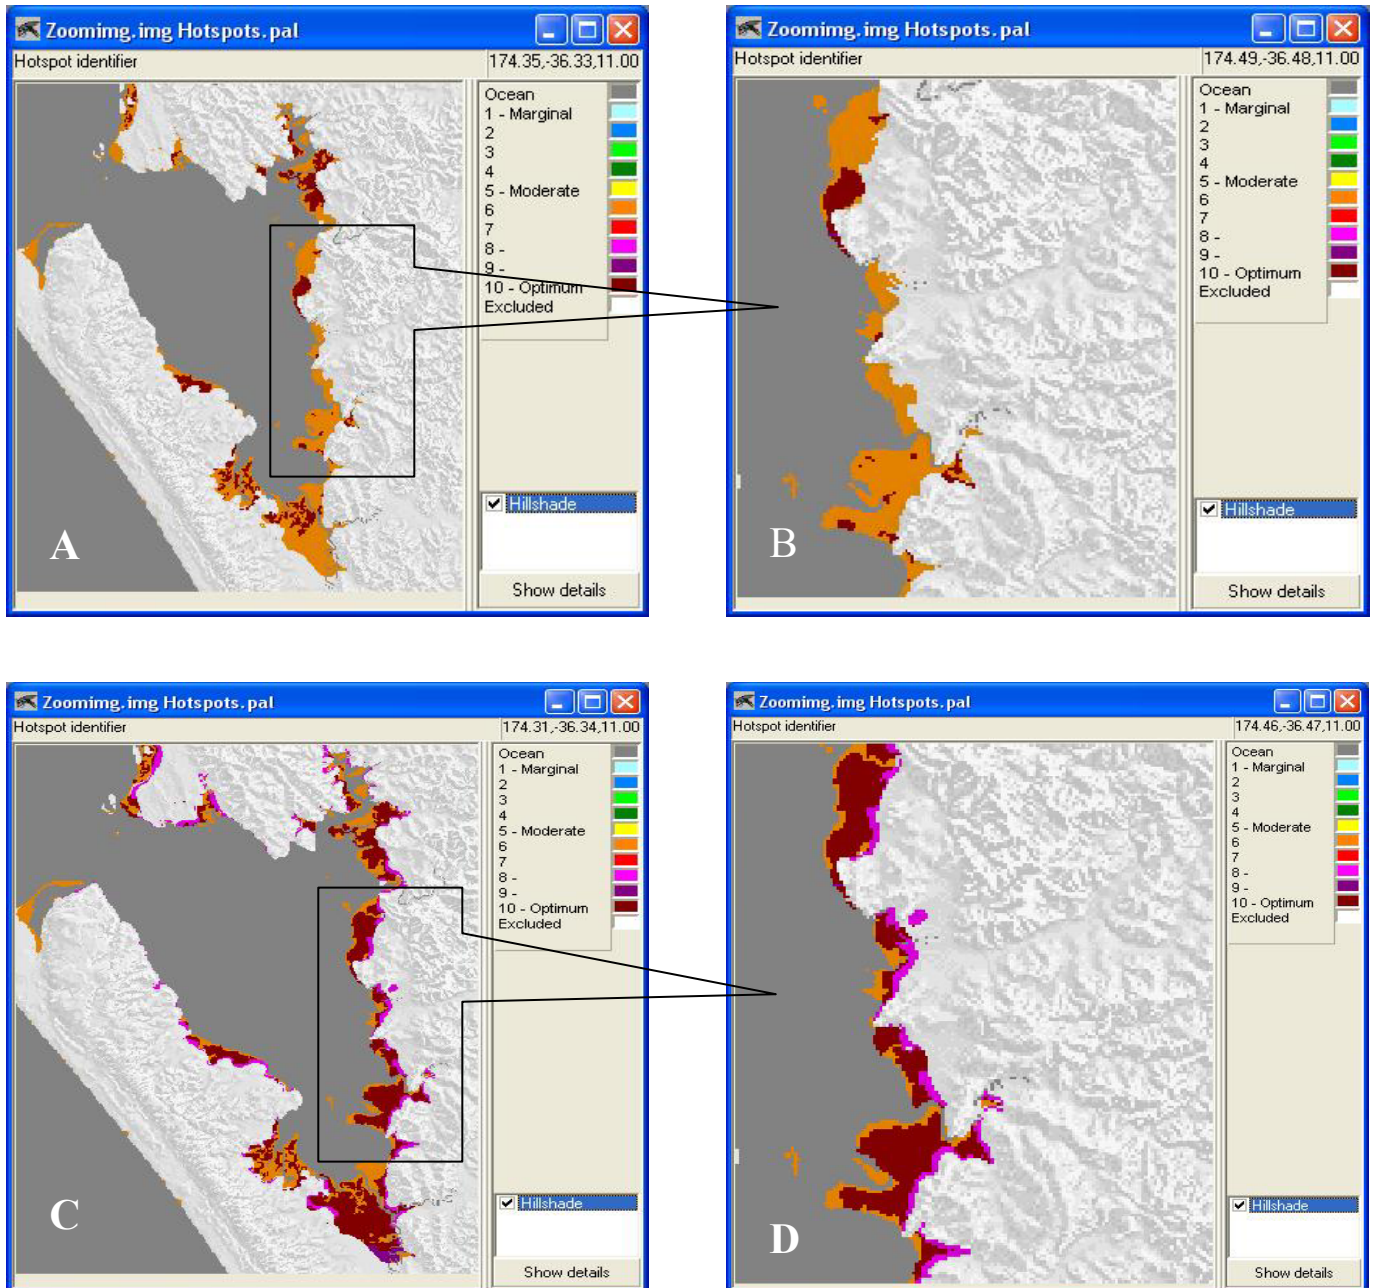 Zoomimg.img Hotspots.pal
Hotspot identifier
174.35,-36.33,11.00
Ocean
1 - Marginal
2
3
4
5 - Moderate
6
7
8 -
9 -
10 - Optimum
Excluded
Hillshade
Show details
A
Zoomimg.img Hotspots.pal
Hotspot identifier
174.49,-36.48,11.00
Ocean
1 - Marginal
2
3
4
5 - Moderate
6
7
8 -
9 -
10 - Optimum
Excluded
Hillshade
Show details
B
Zoomimg.img Hotspots.pal
Hotspot identifier
174.31,-36.34,11.00
Ocean
1 - Marginal
2
3
4
5 - Moderate
6
7
8 -
9 -
10 - Optimum
Excluded
Hillshade
Show details
C
Zoomimg.img Hotspots.pal
Hotspot identifier
174.46,-36.47,11.00
Ocean
1 - Marginal
2
3
4
5 - Moderate
6
7
8 -
9 -
10 - Optimum
Excluded
Hillshade
Show details
D